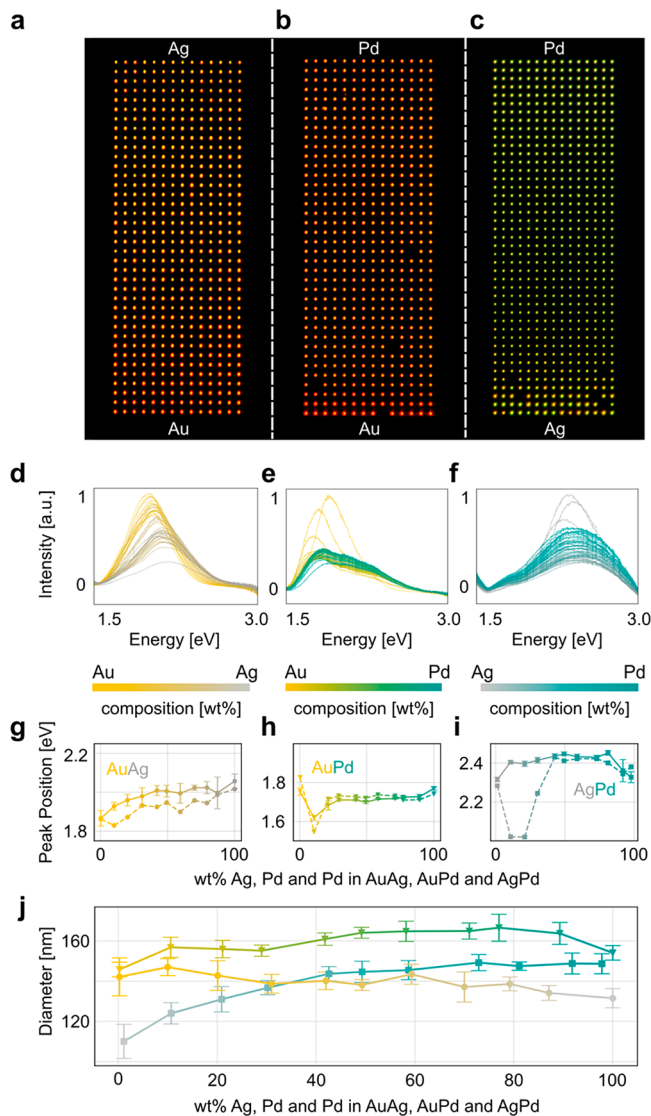 a
b
c
Ag
Pd
Pd
Au
Au
Ag
d
e
f
Intensity [a.u.]
1
0
1.5
3.0
Energy [eV]
1
0
1.5
3.0
Energy [eV]
1
0
1.5
3.0
Energy [eV]
Au
Ag
composition [wt%]
Au
Pd
composition [wt%]
Ag
Pd
composition [wt%]
g
h
i
Peak Position [eV]
2.2
1.8
AuAg
0
100
1.8
1.6
AuPd
0
100
2.4
2.2
AgPd
0
100
wt% Ag, Pd and Pd in AuAg, AuPd and AgPd
j
Diameter [nm]
160
120
0
20
40
60
80
100
wt% Ag, Pd and Pd in AuAg, AuPd and AgPd